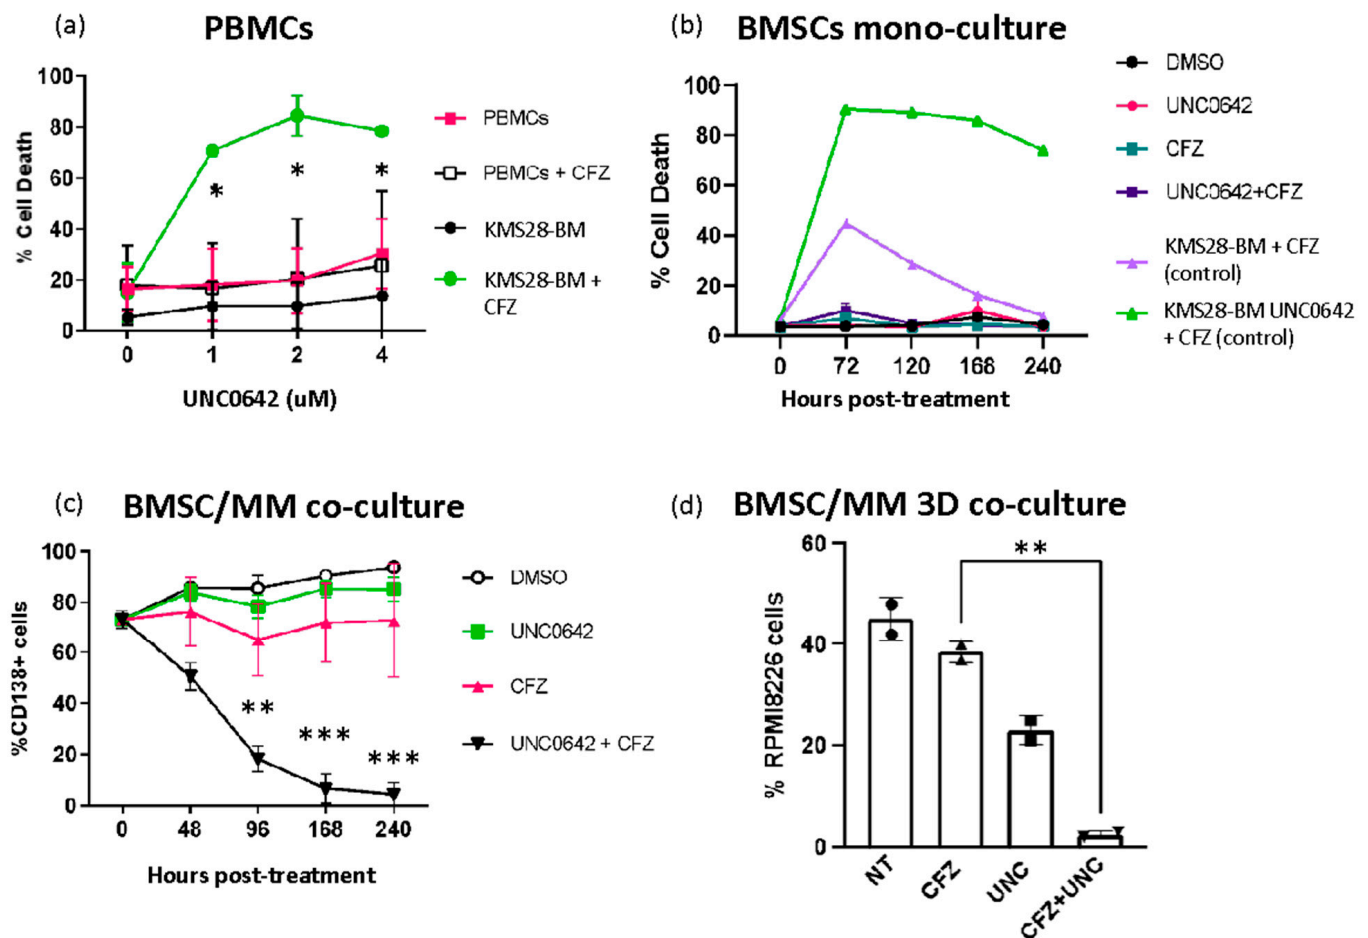 (a)
PBMCs
100
80
60
40
20
0
% Cell Death
0 1 2 4
UNC0642 (uM)
* * *
PBMCs
PBMCs + CFZ
KMS28-BM
KMS28-BM +
CFZ
(b)
BMSCs mono-culture
100
80
60
40
20
0
% Cell Death
0 72 120 168 240
Hours post-treatment
DMSO
UNC0642
CFZ
UNC0642+CFZ
KMS28-BM + CFZ
(control)
KMS28-BM UNC0642
+ CFZ (control)
(c)
BMSC/MM co-culture
100
80
60
40
20
0
%CD138+ cells
0 48 96 168 240
Hours post-treatment
** *** ***
DMSO
UNC0642
CFZ
UNC0642 + CFZ
(d)
BMSC/MM 3D co-culture
60
40
20
0
% RPMI8226 cells
**
NT
CFZ
UNC
CFZ+UNC